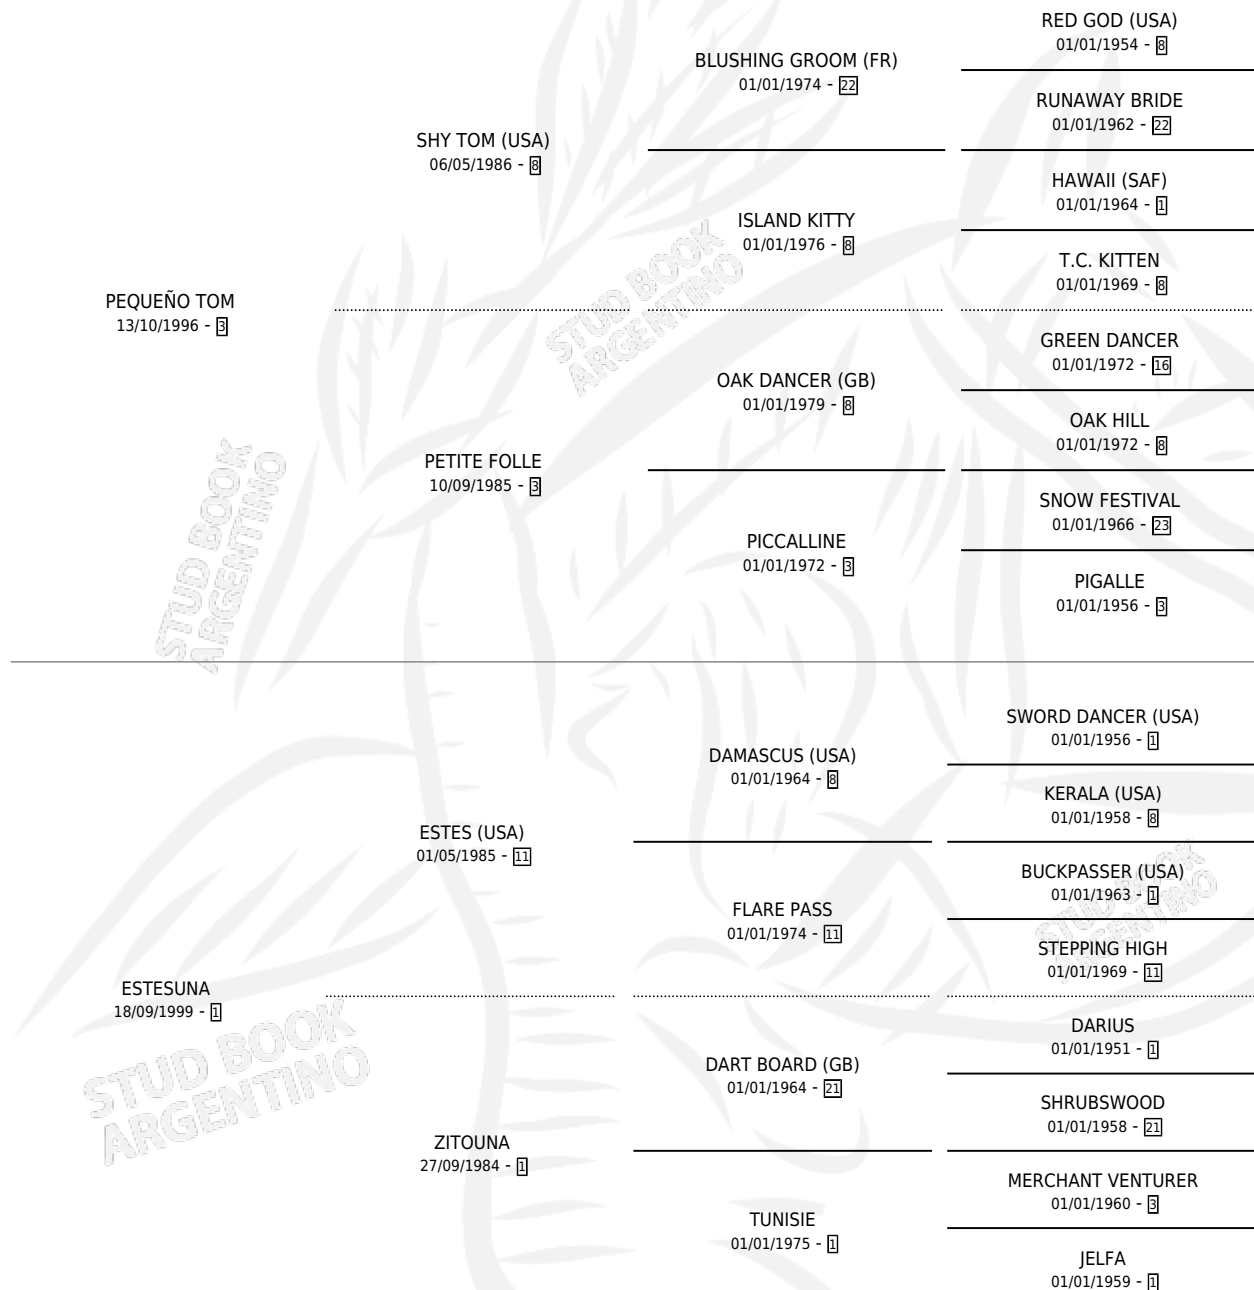 RED GOD (USA)
01/01/1954 - 8
BLUSHING GROOM (FR)
01/01/1974 - 22
RUNAWAY BRIDE
01/01/1962 - 22
SHY TOM (USA)
06/05/1986 - 8
HAWAII (SAF)
01/01/1964 - 1
ISLAND KITTY
01/01/1976 - 8
T.C. KITTEN
01/01/1969 - 8
PEQUEÑO TOM
13/10/1996 - 3
STUD BOOK
ARGENTINO
GREEN DANCER
01/01/1972 - 16
OAK DANCER (GB)
01/01/1979 - 8
OAK HILL
01/01/1972 - 8
PETITE FOLLE
10/09/1985 - 3
SNOW FESTIVAL
01/01/1966 - 23
PICCALLINE
01/01/1972 - 3
PIGALLE
01/01/1956 - 3
STUD BOOK
ARGENTINO
SWORD DANCER (USA)
01/01/1956 - 1
DAMASCUS (USA)
01/01/1964 - 8
KERALA (USA)
01/01/1958 - 8
ESTES (USA)
01/05/1985 - 11
BUCKPASSER (USA)
01/01/1963 - 1
FLARE PASS
01/01/1974 - 11
STEPPING HIGH
01/01/1969 - 11
STUD BOOK
ARGENTINO
ESTESUNA
18/09/1999 - 1
DARIUS
01/01/1951 - 1
DART BOARD (GB)
01/01/1964 - 21
SHRUBSWOOD
01/01/1958 - 21
STUD BOOK
ARGENTINO
ZITOUNA
27/09/1984 - 1
MERCHANT VENTURER
01/01/1960 - 3
TUNISIE
01/01/1975 - 1
JELFA
01/01/1959 - 1